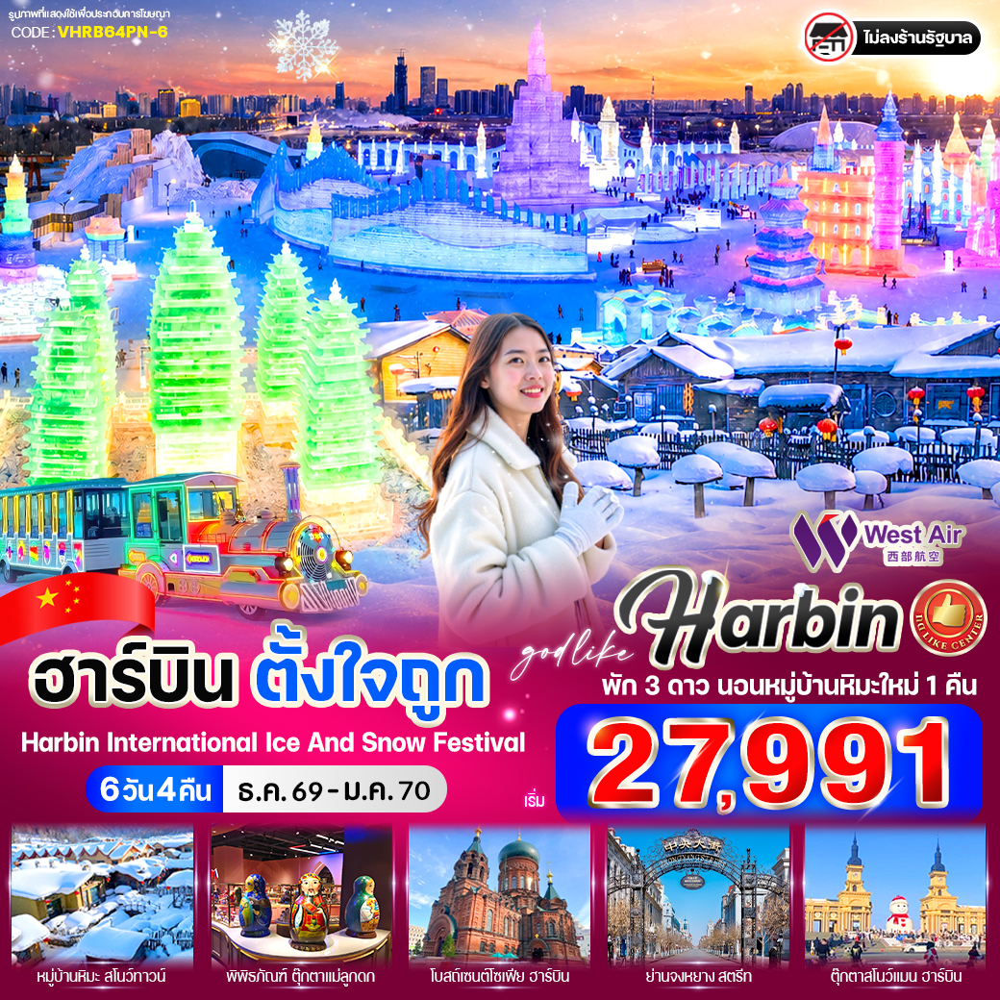 รูปภาพที่แสดงใช้เพื่อประกอบการโฆษณา
CODE : VHRB64PN-6
ไม่ลงร้านรัฐบาล
West Air
西部航空
godlike Harbin
กด LIKE CENTER
ฮาร์บิน ตั้งใจถูก
พัก 3 ดาว นอนหมู่บ้านหิมะใหม่ 1 คืน
Harbin International Ice And Snow Festival
6 วัน 4 คืน ธ.ค. 69 - ม.ค. 70
เริ่ม 27,991
中央大街
หมู่บ้านหิมะ สโนว์ทาวน์
พิพิธภัณฑ์ ตุ๊กตาแม่ลูกดก
โบสถ์เซนต์โซเฟีย ฮาร์บิน
ย่านจงหยาง สตรีท
ตุ๊กตาสโนว์แมน ฮาร์บิน